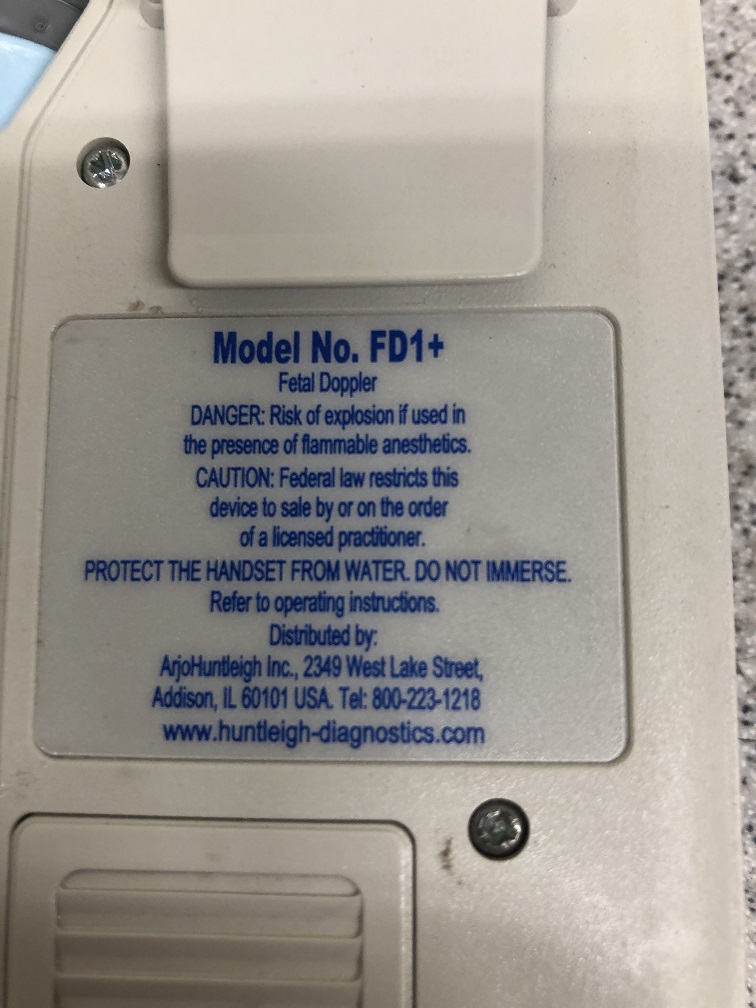 Model No. FD1+
Fetal Doppler
DANGER: Risk of explosion if used in
the presence of flammable anesthetics.
CAUTION: Federal law restricts this
device to sale by or on the order
of a licensed practitioner.
PROTECT THE HANDSET FROM WATER. DO NOT IMMERSE.
Refer to operating instructions.
Distributed by:
ArjoHuntleigh Inc., 2349 West Lake Street,
Addison, IL 60101 USA. Tel: 800-223-1218
www.huntleigh-diagnostics.com